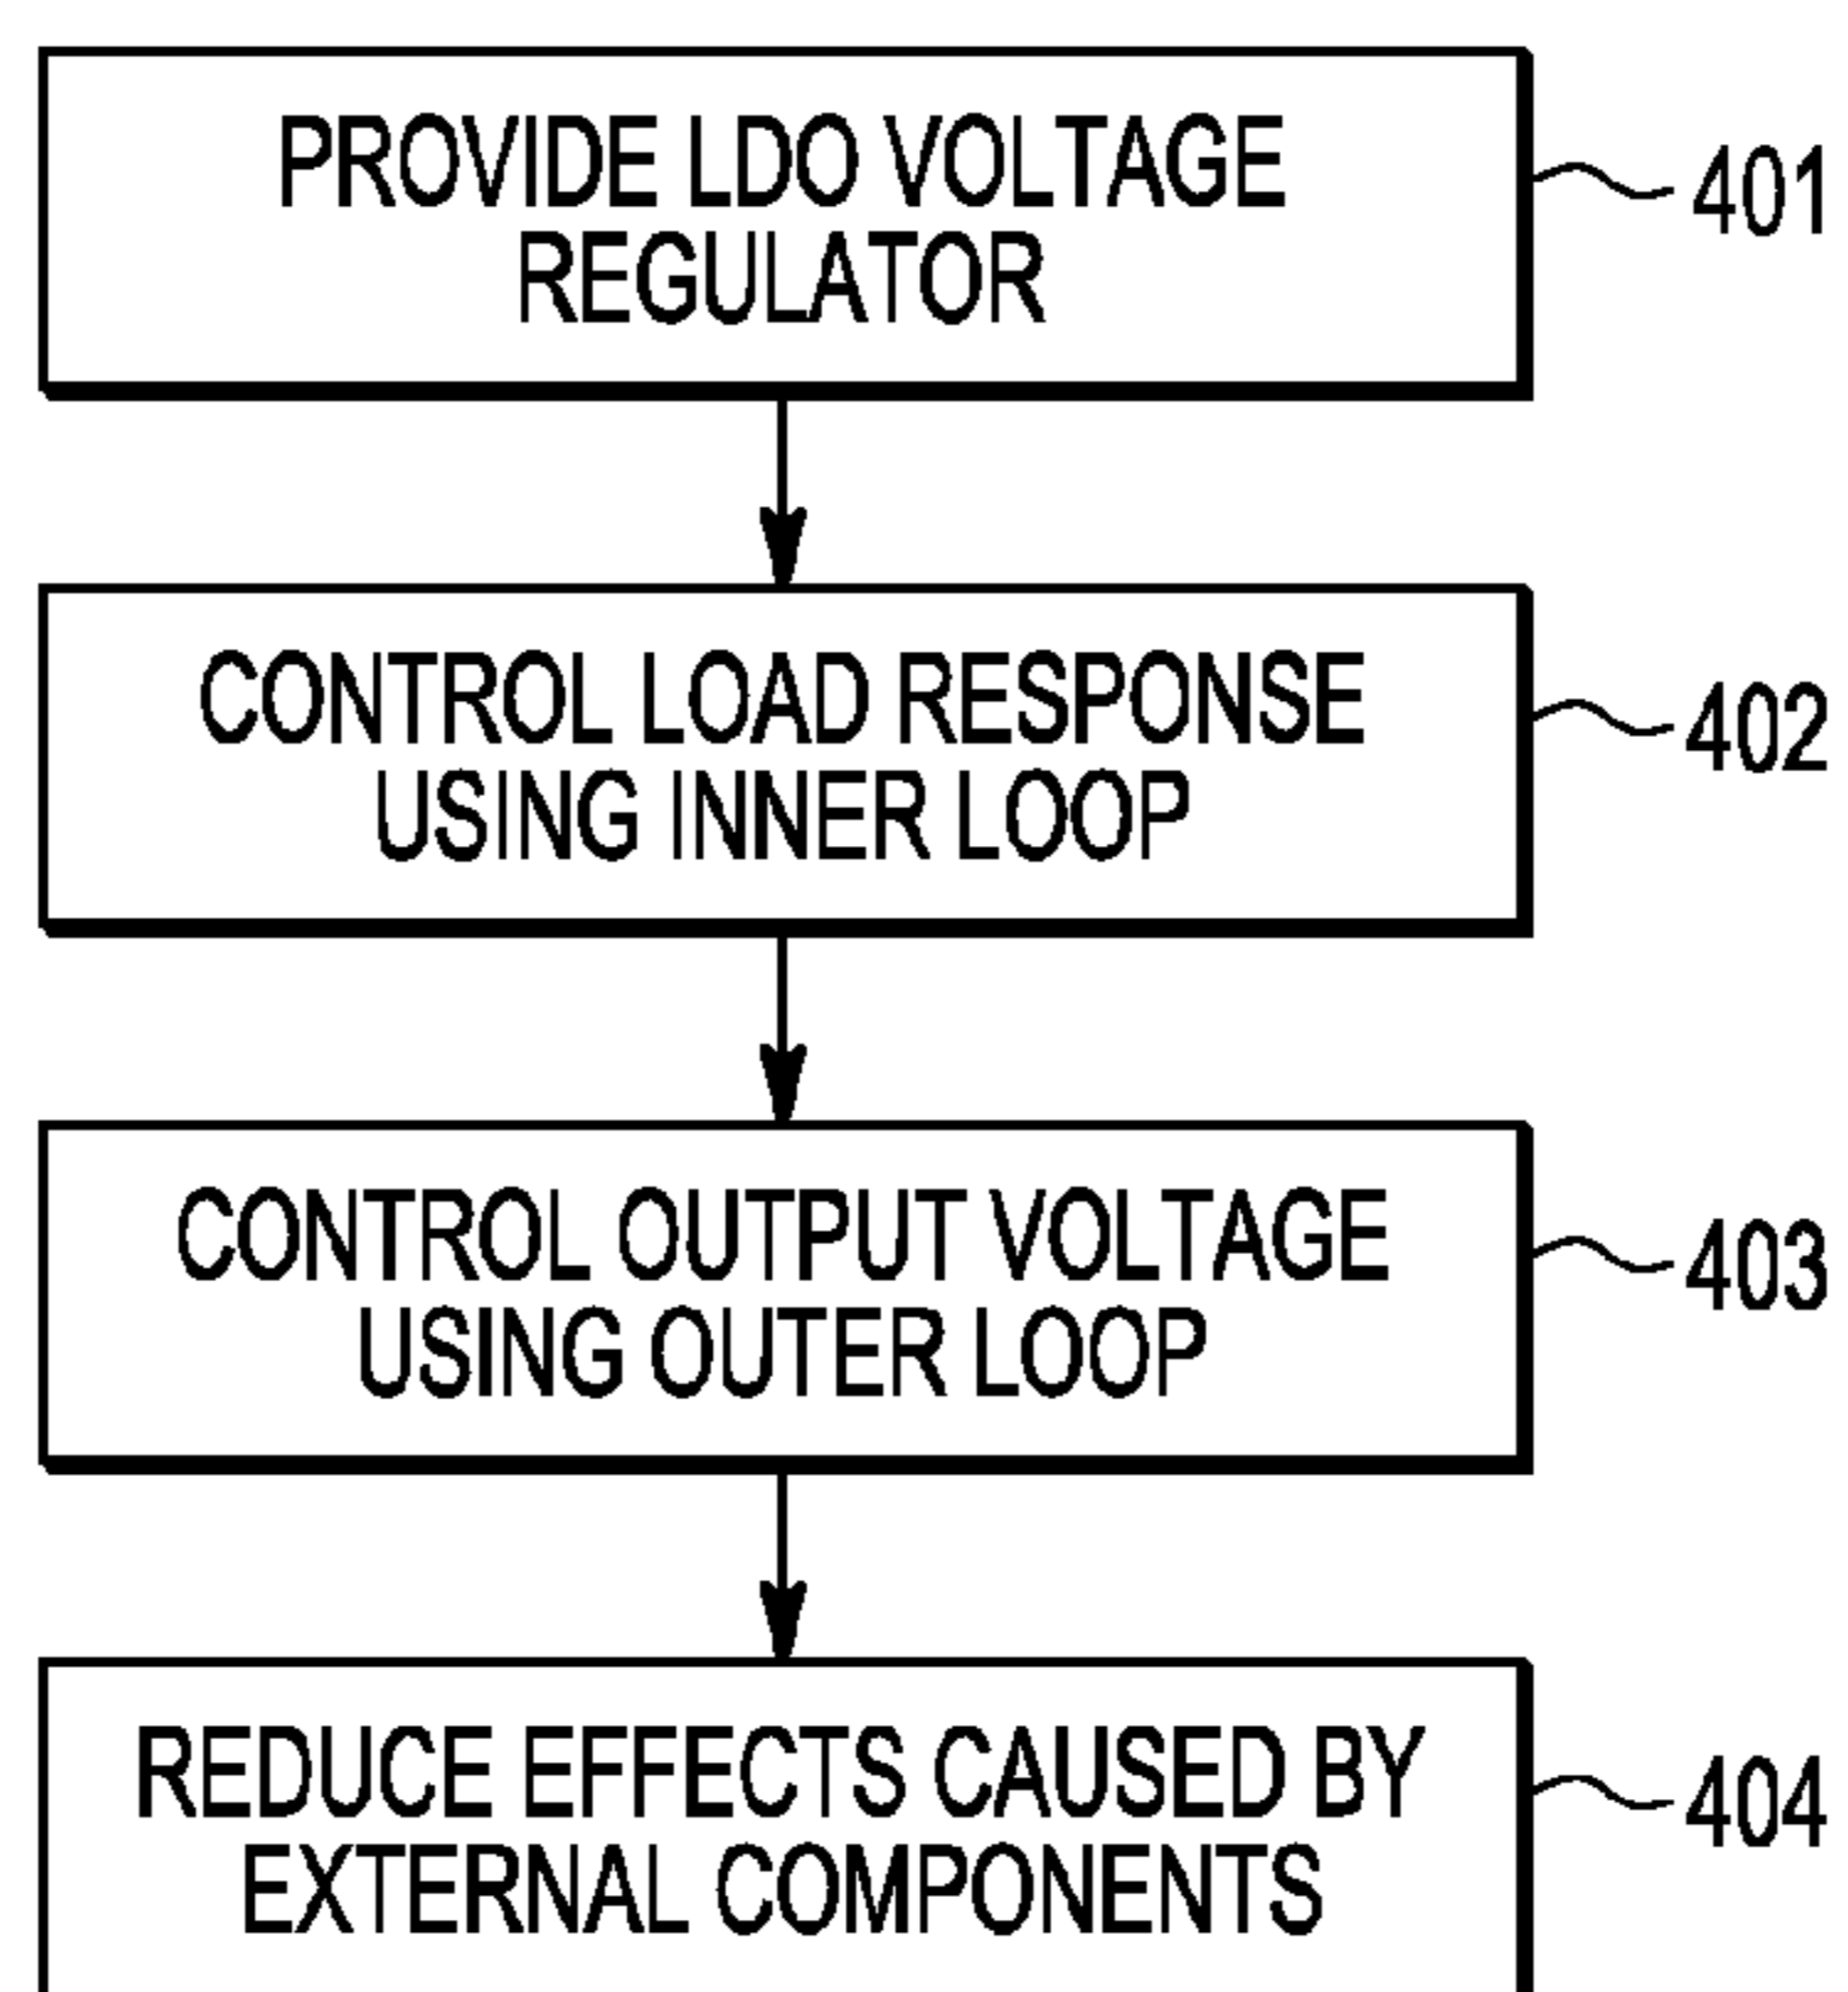 PROVIDE LDO VOLTAGE
REGULATOR
401
CONTROL LOAD RESPONSE
USING INNER LOOP
402
CONTROL OUTPUT VOLTAGE
USING OUTER LOOP
403
REDUCE EFFECTS CAUSED BY
EXTERNAL COMPONENTS
404